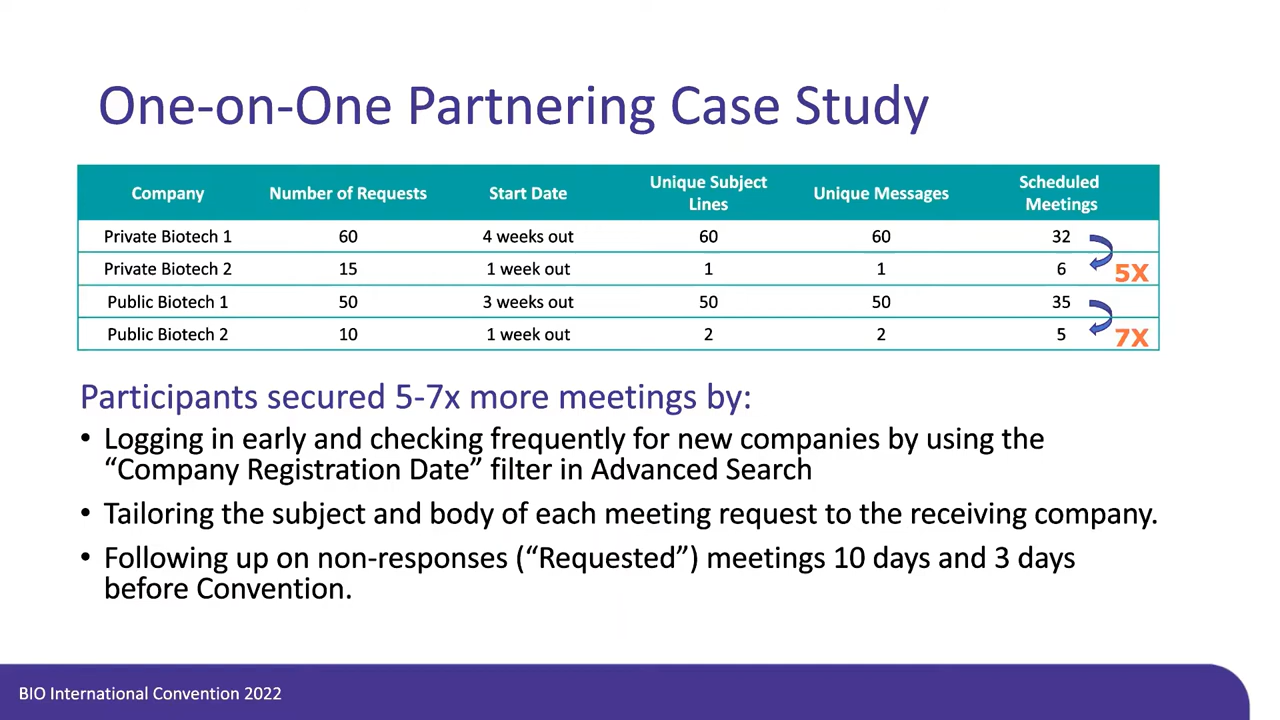 One-on-One Partnering Case Study
Company Number of Requests Start Date Unique Subject Lines Unique Messages Scheduled Meetings
Private Biotech 1 60 4 weeks out 60 60 32
Private Biotech 2 15 1 week out 1 1 6 5X
Public Biotech 1 50 3 weeks out 50 50 35
Public Biotech 2 10 1 week out 2 2 5 7X
Participants secured 5-7x more meetings by:
• Logging in early and checking frequently for new companies by using the
“Company Registration Date” filter in Advanced Search
• Tailoring the subject and body of each meeting request to the receiving company.
• Following up on non-responses (“Requested”) meetings 10 days and 3 days
before Convention.
BIO International Convention 2022